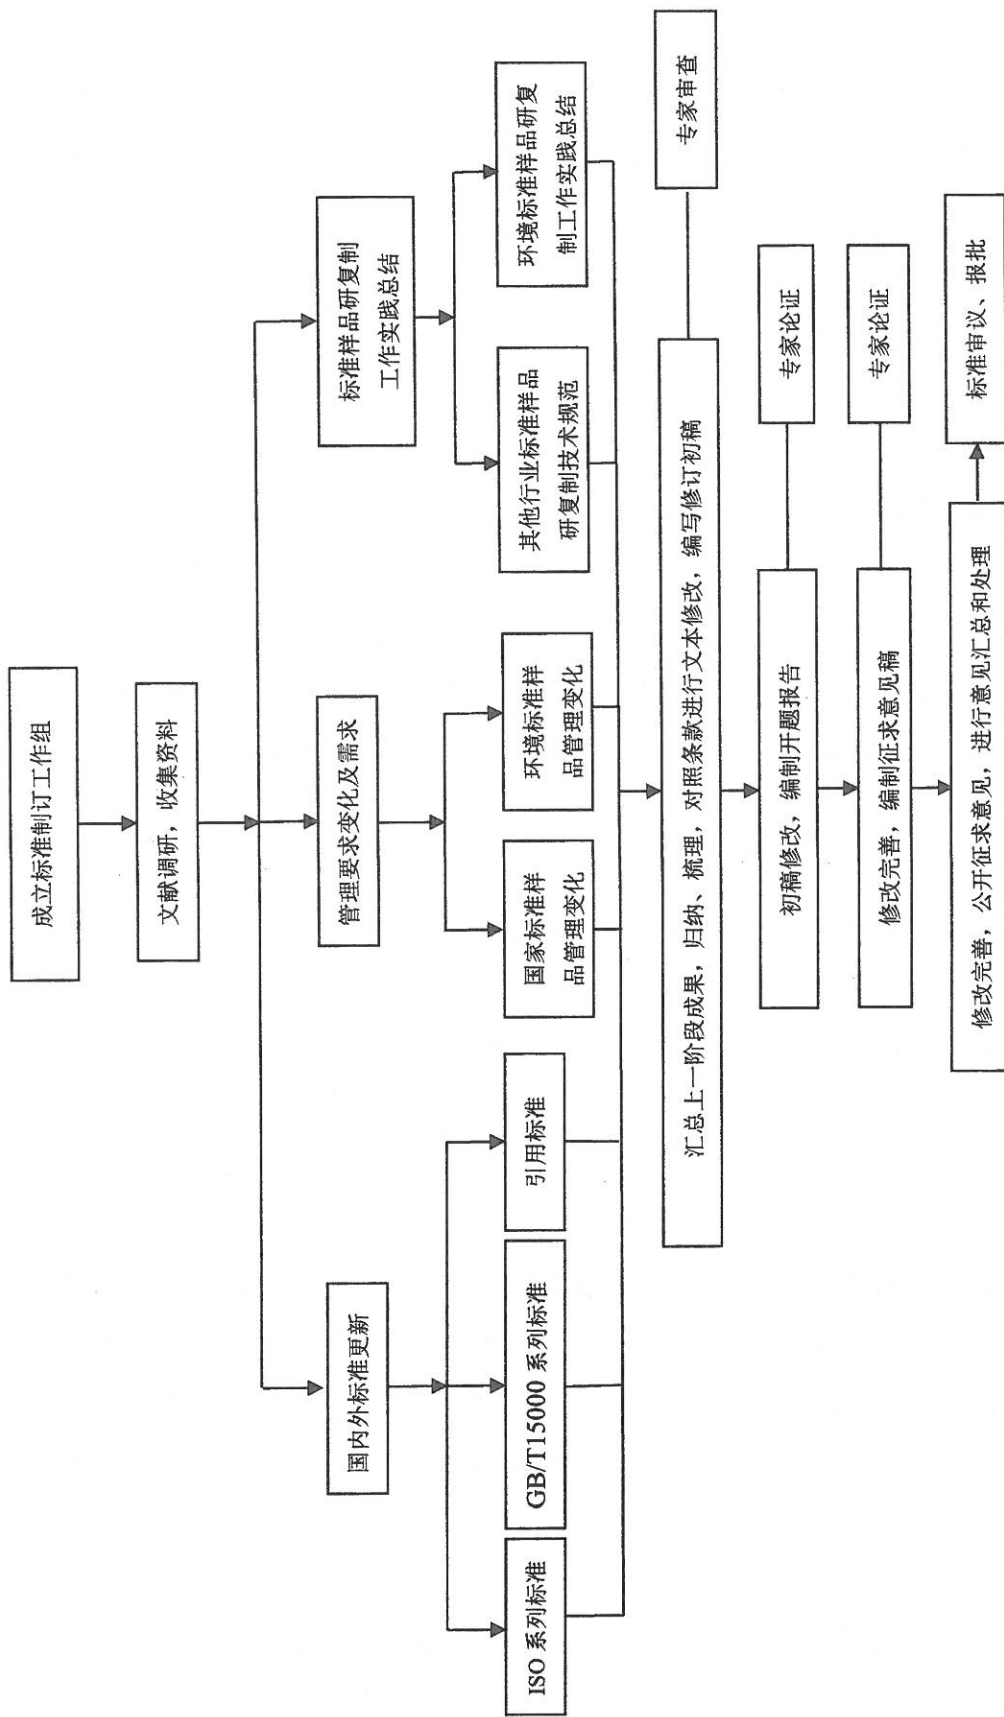 成立标准制订工作组
文献调研，收集资料
国内外标准更新
管理要求变化及需求
标准样品研复制
工作实践总结
ISO 系列标准
GB/T15000 系列标准
引用标准
国家标准样
品管理变化
环境标准样
品管理变化
其他行业标准样品
研复制技术规范
环境标准样品研复
制工作实践总结
汇总上一阶段成果，归纳、梳理，对照条款进行文本修改，编写修订初稿
专家审查
初稿修改，编制开题报告
专家论证
修改完善，编制征求意见稿
专家论证
修改完善，公开征求意见，进行意见汇总和处理
标准审议、报批